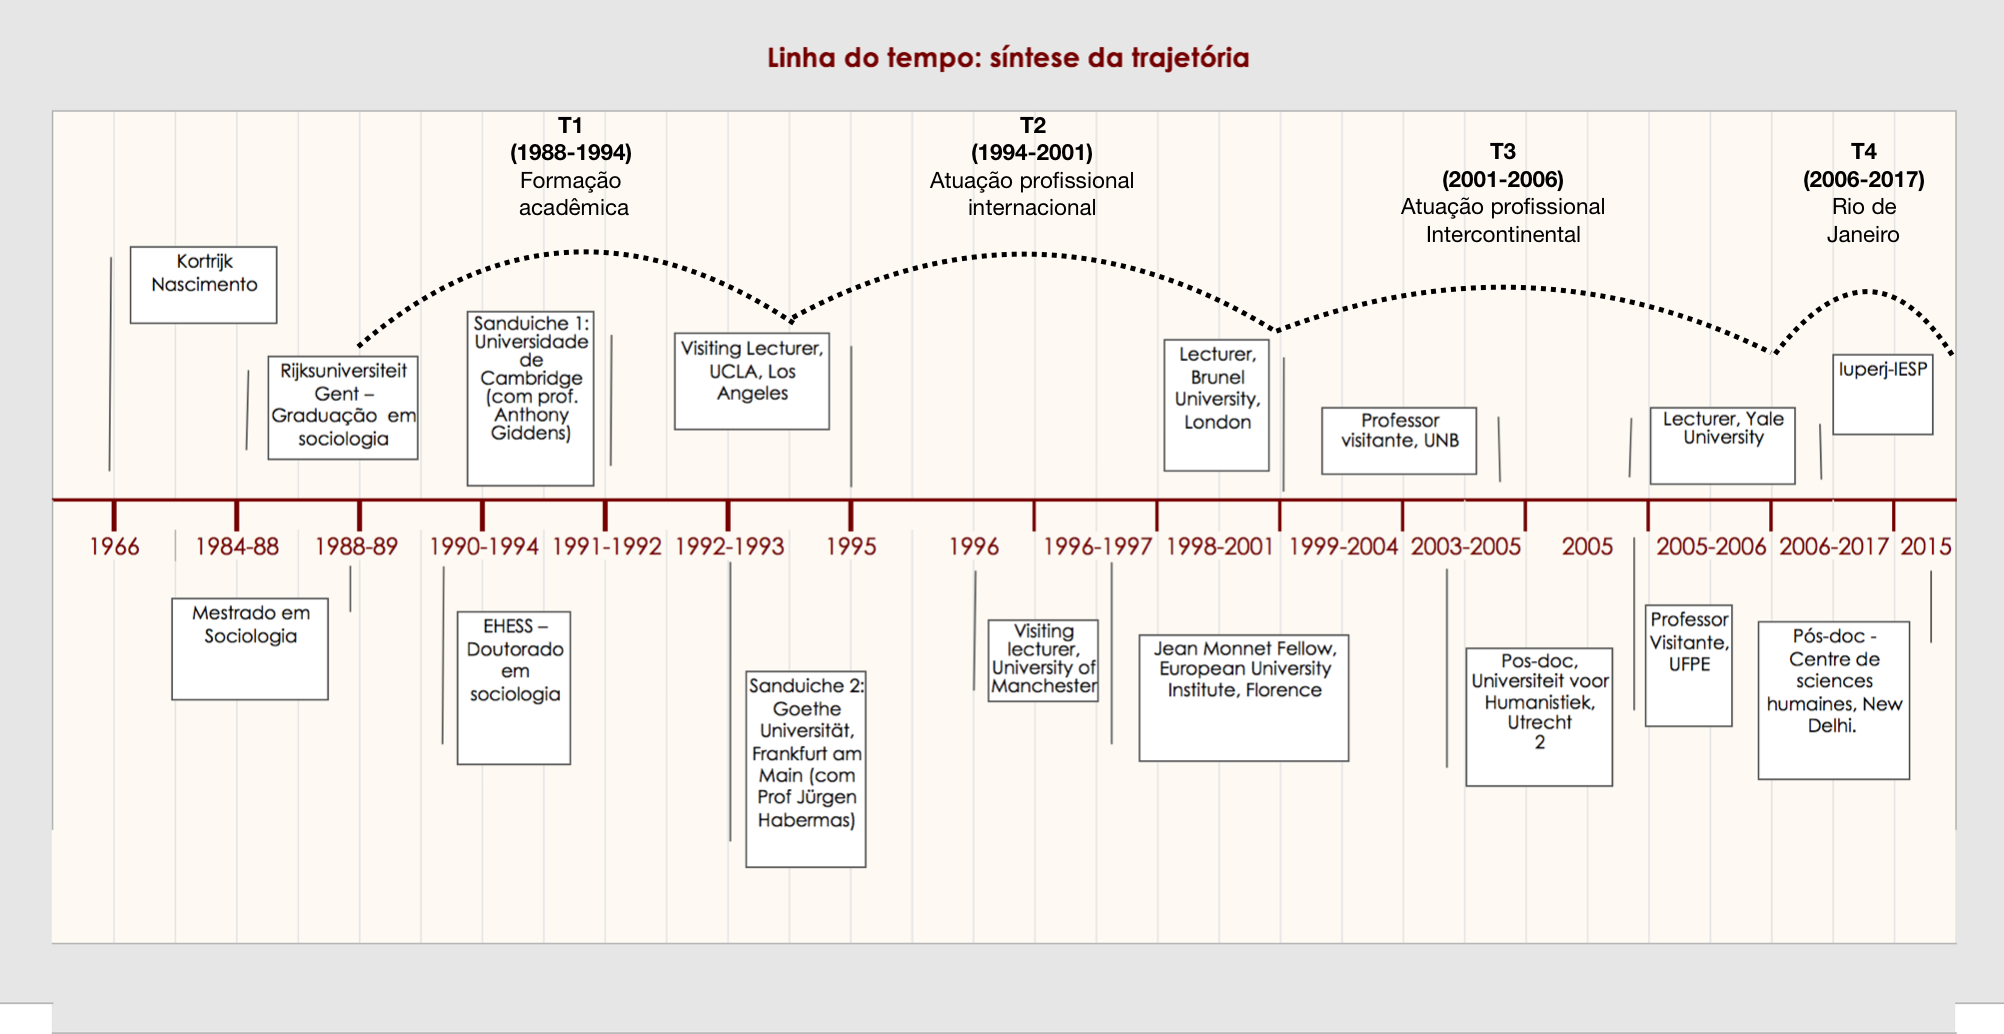 Linha do tempo: síntese da trajetória
T1
(1988-1994)
Formação
acadêmica
T2
(1994-2001)
Atuação profissional
internacional
T3
(2001-2006)
Atuação profissional
Intercontinental
T4
(2006-2017)
Rio de
Janeiro
Kortrijk
Nascimento
Rijksuniversiteit
Gent –
Graduação em
sociologia
Sanduiche 1:
Universidade
de
Cambridge
(com prof.
Anthony
Giddens)
Visiting Lecturer,
UCLA, Los
Angeles
Lecturer,
Brunel
University,
London
Professor
visitante, UNB
Lecturer, Yale
University
Iuperj-IESP
1966
1984-88
1988-89
1990-1994
1991-1992
1992-1993
1995
1996
1996-1997
1998-2001
1999-2004
2003-2005
2005
2005-2006
2006-2017
2015
Mestrado em
Sociologia
EHESS –
Doutorado
em
sociologia
Sanduiche 2:
Goethe
Universität,
Frankfurt am
Main (com
Prof Jürgen
Habermas)
Visiting
lecturer,
University of
Manchester
Jean Monnet Fellow,
European University
Institute, Florence
Pos-doc,
Universiteit voor
Humanistiek,
Utrecht
2
Professor
Visitante,
UFPE
Pós-doc -
Centre de
sciences
humaines, New
Delhi.